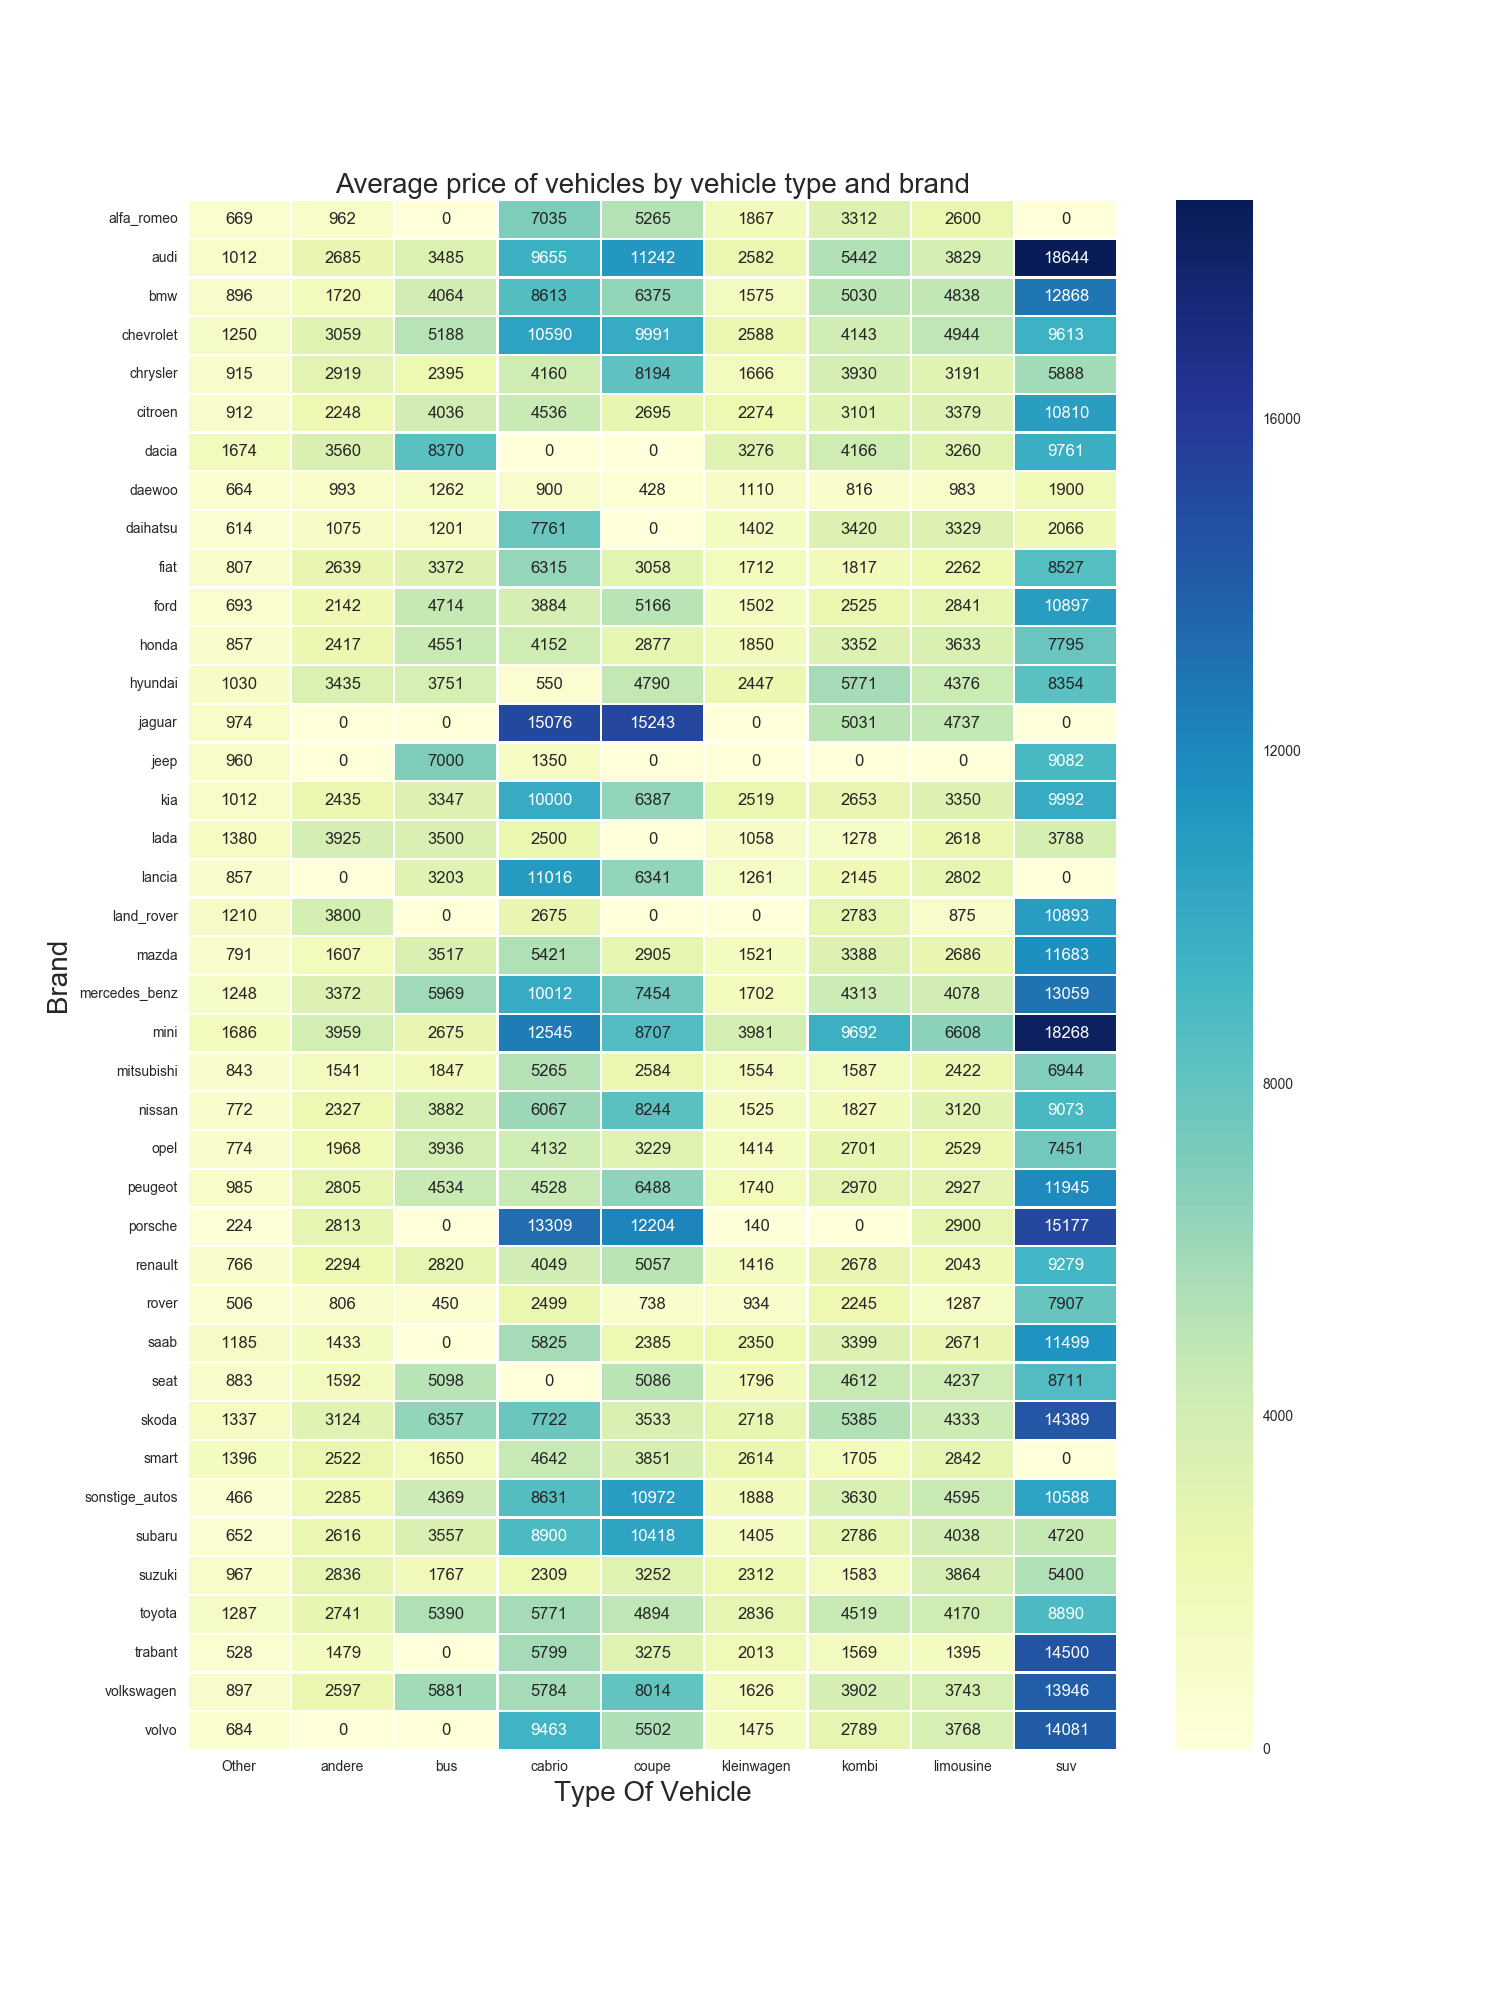 Average price of vehicles by vehicle type and brand
alfa_romeo 669 962 0 7035 5265 1867 3312 2600 0
audi 1012 2685 3485 9655 11242 2582 5442 3829 18644
bmw 896 1720 4064 8613 6375 1575 5030 4838 12868
chevrolet 1250 3059 5188 10590 9991 2588 4143 4944 9613
chrysler 915 2919 2395 4160 8194 1666 3930 3191 5888
citroen 912 2248 4036 4536 2695 2274 3101 3379 10810
dacia 1674 3560 8370 0 0 3276 4166 3260 9761
daewoo 664 993 1262 900 428 1110 816 983 1900
daihatsu 614 1075 1201 7761 0 1402 3420 3329 2066
fiat 807 2639 3372 6315 3058 1712 1817 2262 8527
ford 693 2142 4714 3884 5166 1502 2525 2841 10897
honda 857 2417 4551 4152 2877 1850 3352 3633 7795
hyundai 1030 3435 3751 550 4790 2447 5771 4376 8354
jaguar 974 0 0 15076 15243 0 5031 4737 0
jeep 960 0 7000 1350 0 0 0 0 9082
kia 1012 2435 3347 10000 6387 2519 2653 3350 9992
lada 1380 3925 3500 2500 0 1058 1278 2618 3788
lancia 857 0 3203 11016 6341 1261 2145 2802 0
land_rover 1210 3800 0 2675 0 0 2783 875 10893
mazda 791 1607 3517 5421 2905 1521 3388 2686 11683
mercedes_benz 1248 3372 5969 10012 7454 1702 4313 4078 13059
mini 1686 3959 2675 12545 8707 3981 9692 6608 18268
mitsubishi 843 1541 1847 5265 2584 1554 1587 2422 6944
nissan 772 2327 3882 6067 8244 1525 1827 3120 9073
opel 774 1968 3936 4132 3229 1414 2701 2529 7451
peugeot 985 2805 4534 4528 6488 1740 2970 2927 11945
porsche 224 2813 0 13309 12204 140 0 2900 15177
renault 766 2294 2820 4049 5057 1416 2678 2043 9279
rover 506 806 450 2499 738 934 2245 1287 7907
saab 1185 1433 0 5825 2385 2350 3399 2671 11499
seat 883 1592 5098 0 5086 1796 4612 4237 8711
skoda 1337 3124 6357 7722 3533 2718 5385 4333 14389
smart 1396 2522 1650 4642 3851 2614 1705 2842 0
sonstige_autos 466 2285 4369 8631 10972 1888 3630 4595 10588
subaru 652 2616 3557 8900 10418 1405 2786 4038 4720
suzuki 967 2836 1767 2309 3252 2312 1583 3864 5400
toyota 1287 2741 5390 5771 4894 2836 4519 4170 8890
trabant 528 1479 0 5799 3275 2013 1569 1395 14500
volkswagen 897 2597 5881 5784 8014 1626 3902 3743 13946
volvo 684 0 0 9463 5502 1475 2789 3768 14081
Other andere bus cabrio coupe kleinwagen kombi limousine suv
Type Of Vehicle
Brand
16000
12000
8000
4000
0